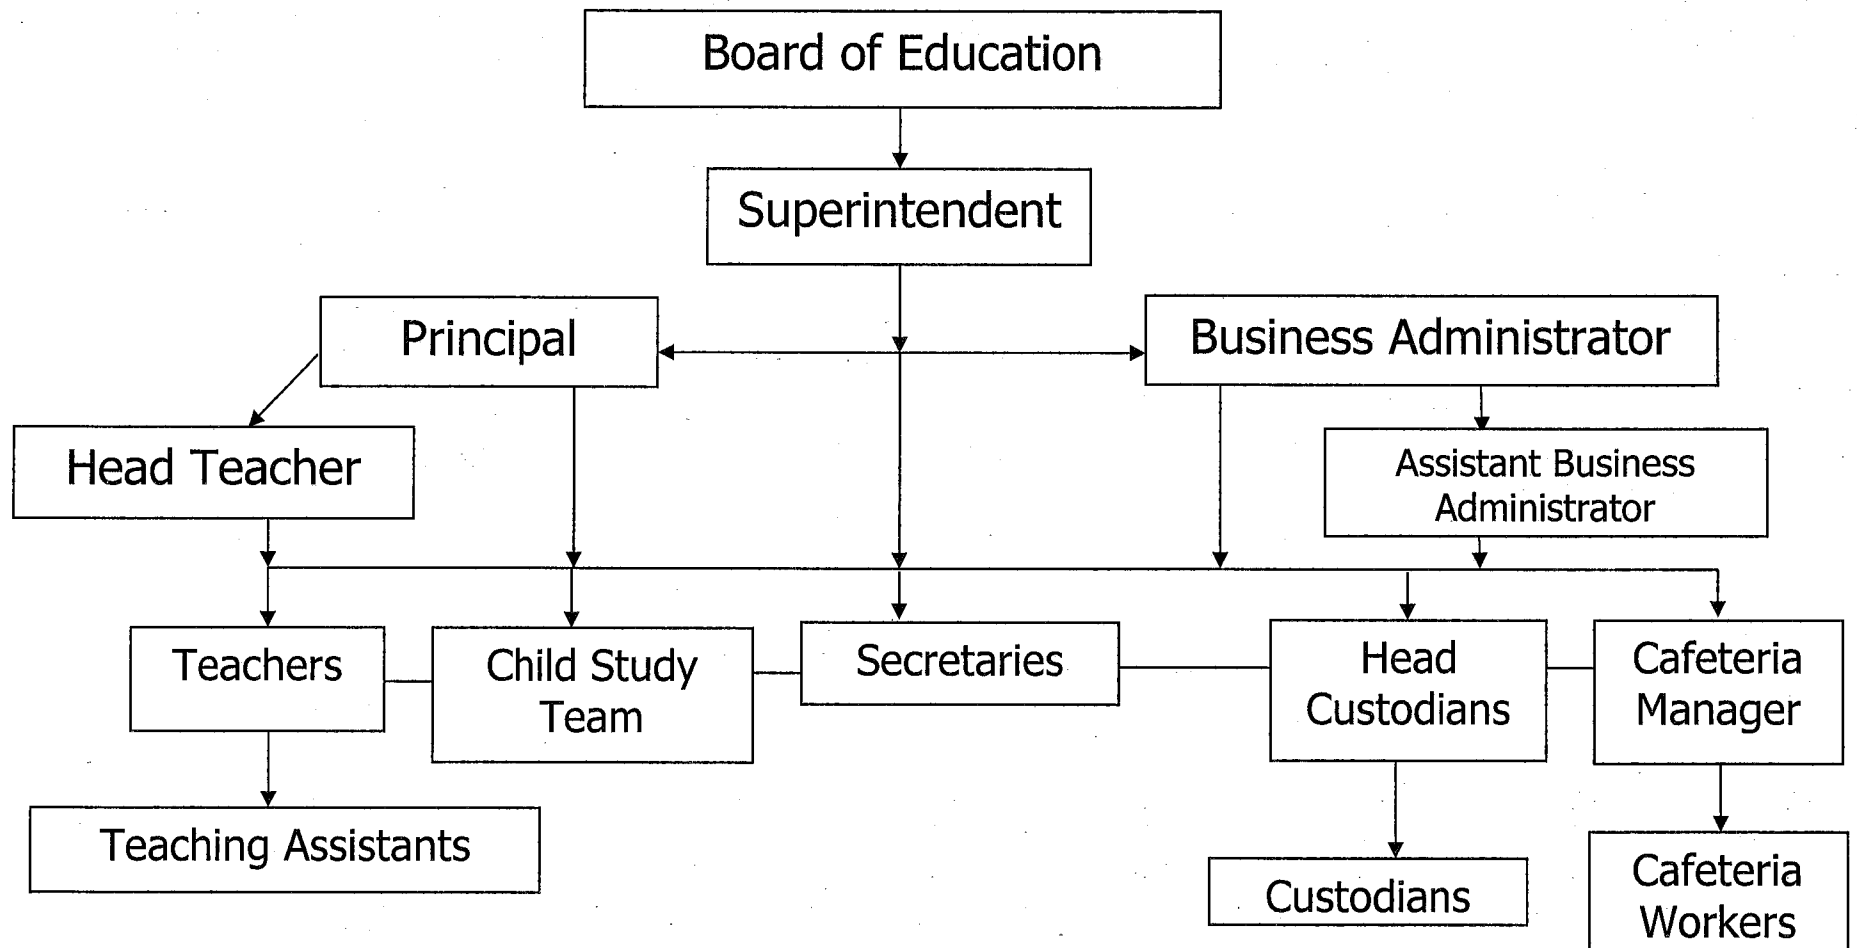 Board of Education
Superintendent
Principal
Business Administrator
Head Teacher
Assistant Business
Administrator
Teachers
Child Study
Team
Secretaries
Head
Custodians
Cafeteria
Manager
Teaching Assistants
Custodians
Cafeteria
Workers